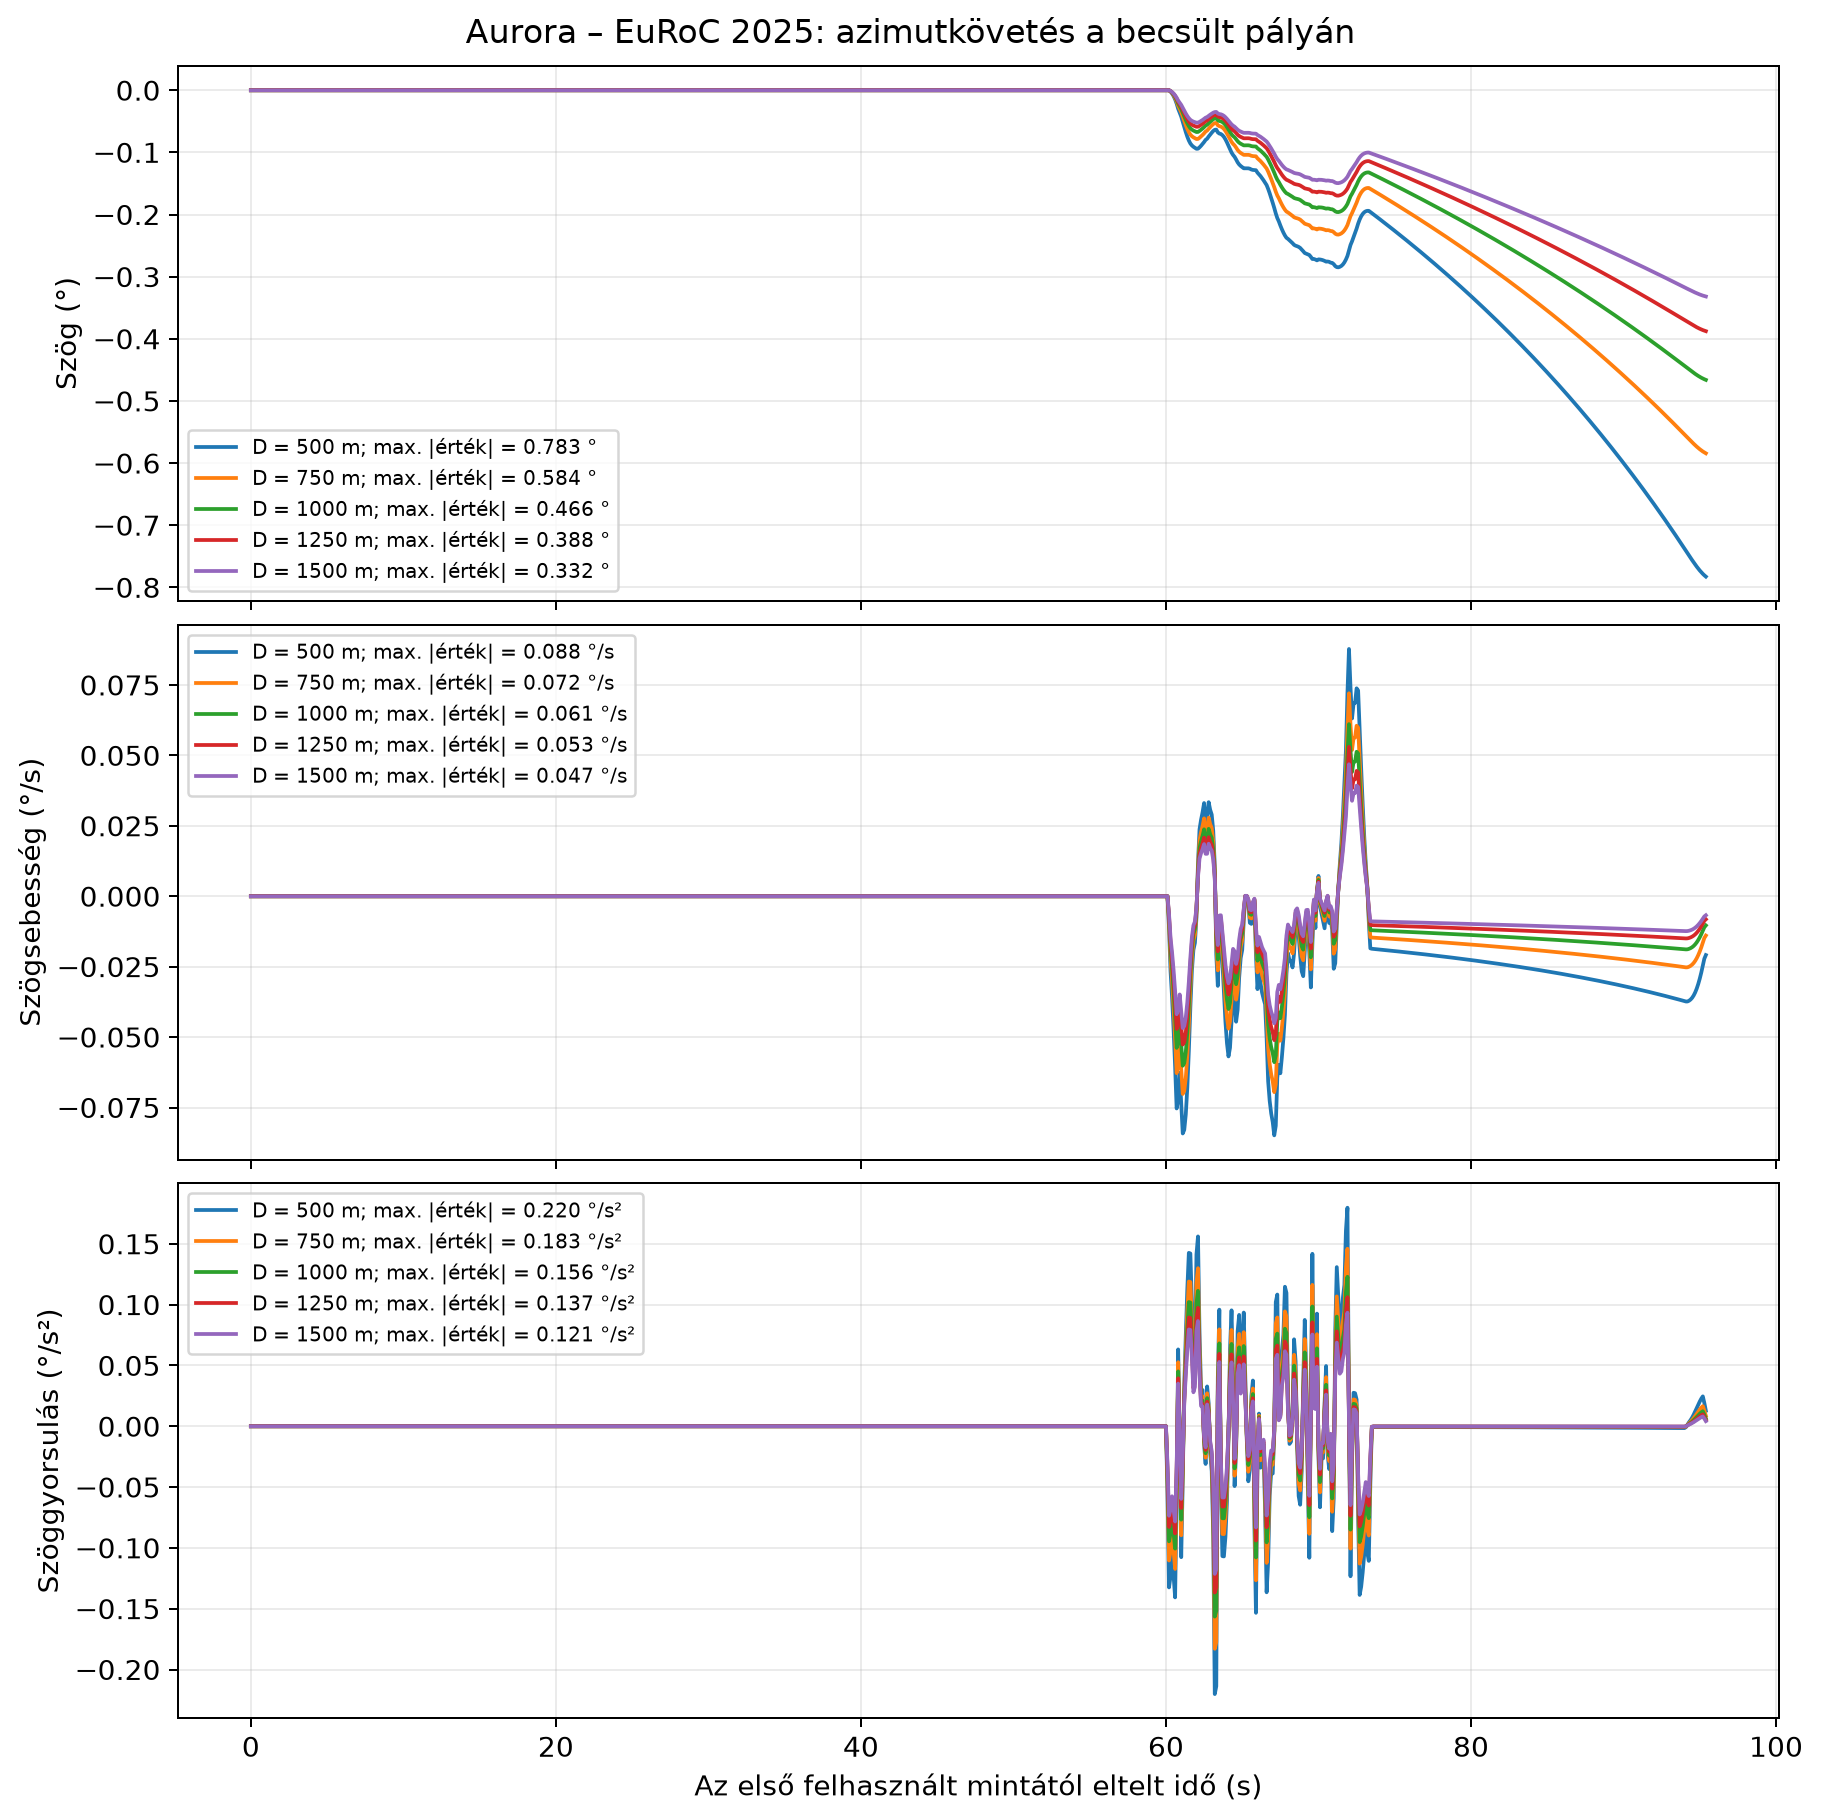 Aurora – EuRoC 2025: azimutkövetés a becsült pályán
Szög (°)
0.0
−0.1
−0.2
−0.3
−0.4
−0.5
−0.6
−0.7
−0.8
D = 500 m; max. |érték| = 0.783 °
D = 750 m; max. |érték| = 0.584 °
D = 1000 m; max. |érték| = 0.466 °
D = 1250 m; max. |érték| = 0.388 °
D = 1500 m; max. |érték| = 0.332 °
Szögsebesség (°/s)
0.075
0.050
0.025
0.000
−0.025
−0.050
−0.075
D = 500 m; max. |érték| = 0.088 °/s
D = 750 m; max. |érték| = 0.072 °/s
D = 1000 m; max. |érték| = 0.061 °/s
D = 1250 m; max. |érték| = 0.053 °/s
D = 1500 m; max. |érték| = 0.047 °/s
Szöggyorsulás (°/s²)
0.15
0.10
0.05
0.00
−0.05
−0.10
−0.15
−0.20
D = 500 m; max. |érték| = 0.220 °/s²
D = 750 m; max. |érték| = 0.183 °/s²
D = 1000 m; max. |érték| = 0.156 °/s²
D = 1250 m; max. |érték| = 0.137 °/s²
D = 1500 m; max. |érték| = 0.121 °/s²
0 20 40 60 80 100
Az első felhasznált mintától eltelt idő (s)